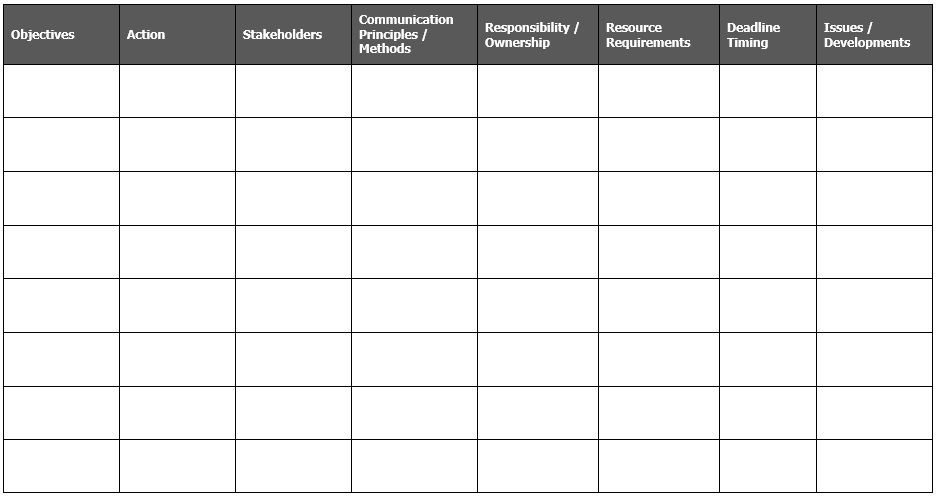 Objectives
Action
Stakeholders
Communication
Principles /
Methods
Responsibility /
Ownership
Resource
Requirements
Deadline
Timing
Issues /
Developments